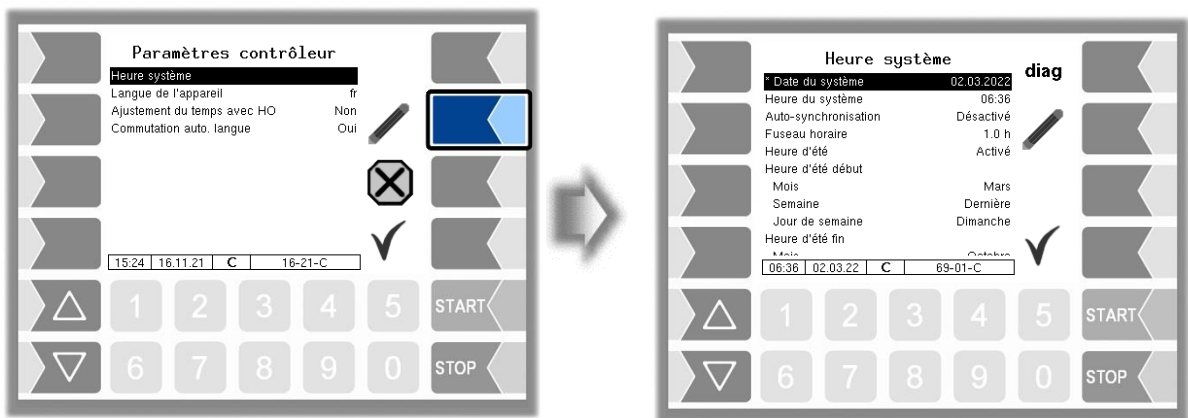 Paramètres contrôleur
Heure système
Langue de l'appareil fr
Ajustement du temps avec HO Non
Commutation auto. langue Oui
15:24 16.11.21 C 16-21-C
1 2 3 4 5 START
6 7 8 9 0 STOP
Heure système
diag
* Date du système 02.03.2022
Heure du système 06:36
Auto-synchronisation Désactivé
Fuseau horaire 1.0 h
Heure d'été Activé
Heure d'été début
Mois Mars
Semaine Dernière
Jour de semaine Dimanche
Heure d'été fin
Mois Octobre
06:36 02.03.22 C 69-01-C
1 2 3 4 5 START
6 7 8 9 0 STOP